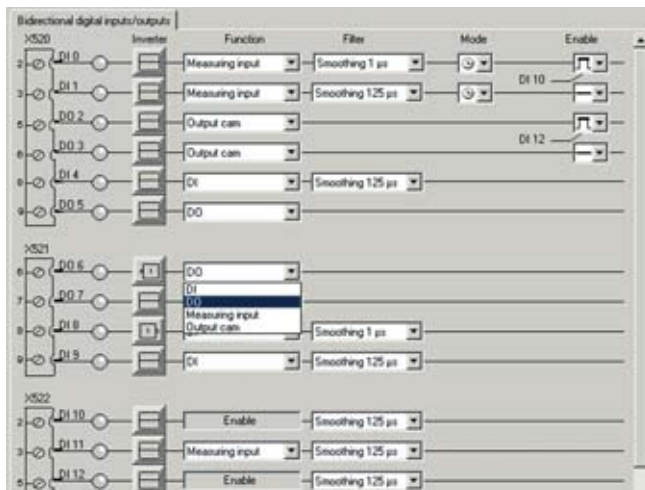 Bidirectional digital inputs/outputs
X520 Inverter Function Filter Mode Enable
2 DI 0 Measuring input Smoothing 1 µs
DI 10
3 DI 1 Measuring input Smoothing 125 µs
5 DO 2 Output cam
DI 12
6 DO 3 Output cam
8 DI 4 DI Smoothing 125 µs
9 DO 5 DO
X521
6 DO 6 DO
DI
7 DO 7 DO
Measuring input
8 DI 8 Output cam Smoothing 1 µs
9 DI 9 DI Smoothing 125 µs
X522
2 DI 10 Enable Smoothing 125 µs
3 DI 11 Measuring input Smoothing 125 µs
5 DI 12 Enable Smoothing 125 µs